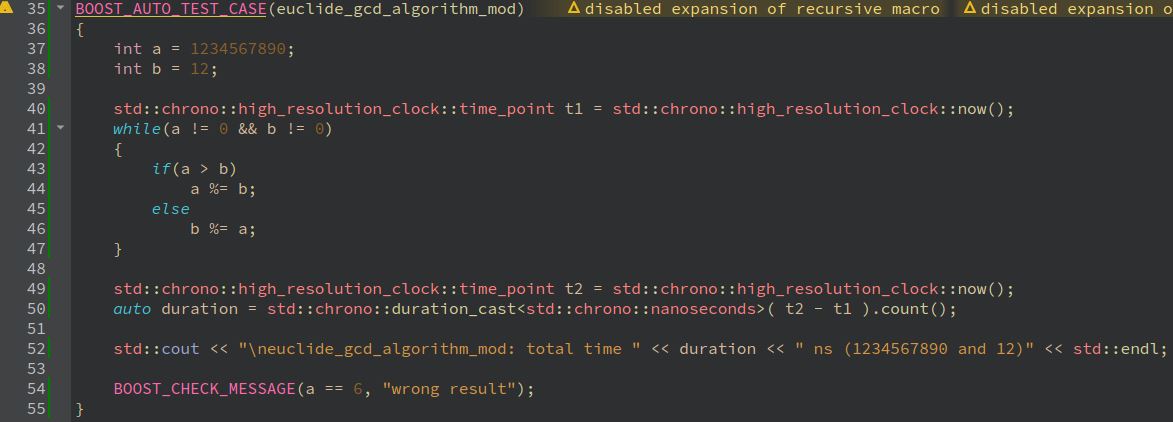 35 BOOST_AUTO_TEST_CASE(euclide_gcd_algorithm_mod) disabled expansion of recursive macro disabled expansion o
36 {
37 int a = 1234567890;
38 int b = 12;
39
40 std::chrono::high_resolution_clock::time_point t1 = std::chrono::high_resolution_clock::now();
41 while(a != 0 && b != 0)
42 {
43 if(a > b)
44 a %= b;
45 else
46 b %= a;
47 }
48
49 std::chrono::high_resolution_clock::time_point t2 = std::chrono::high_resolution_clock::now();
50 auto duration = std::chrono::duration_cast<std::chrono::nanoseconds>( t2 - t1 ).count();
51
52 std::cout << "\neuclide_gcd_algorithm_mod: total time " << duration << " ns (1234567890 and 12)" << std::endl;
53
54 BOOST_CHECK_MESSAGE(a == 6, "wrong result");
55 }